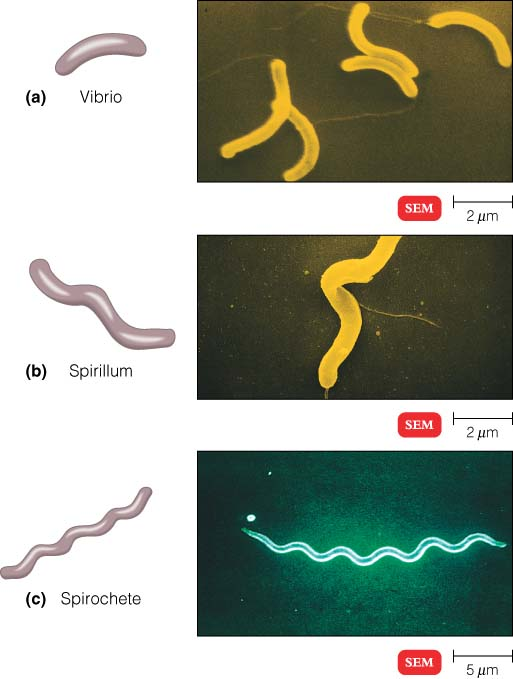 (a) Vibrio
SEM 2 μm
(b) Spirillum
SEM 2 μm
(c) Spirochete
SEM 5 μm